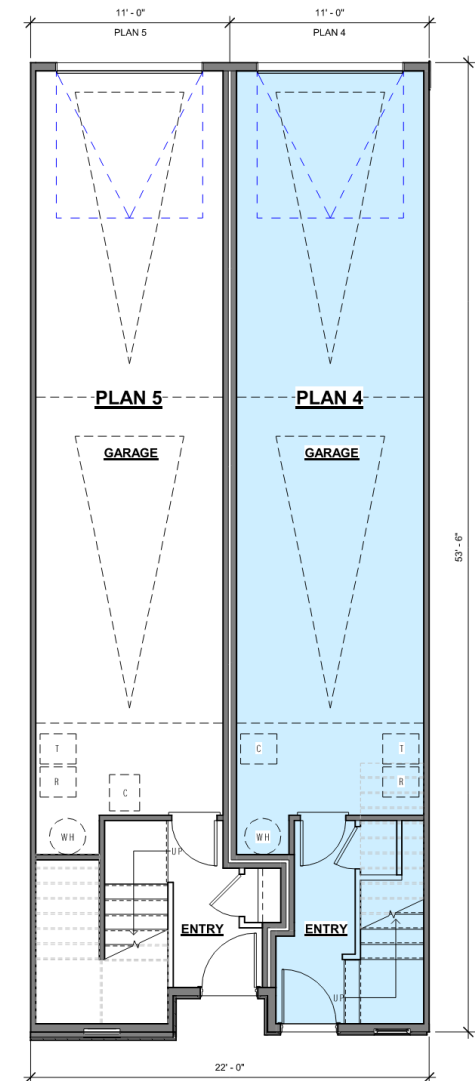 11' - 0" 11' - 0"
PLAN 5 PLAN 4
PLAN 5 PLAN 4
GARAGE GARAGE
53' - 6"
T C T
R C R
WH WH
UP
ENTRY ENTRY
UP
22' - 0"